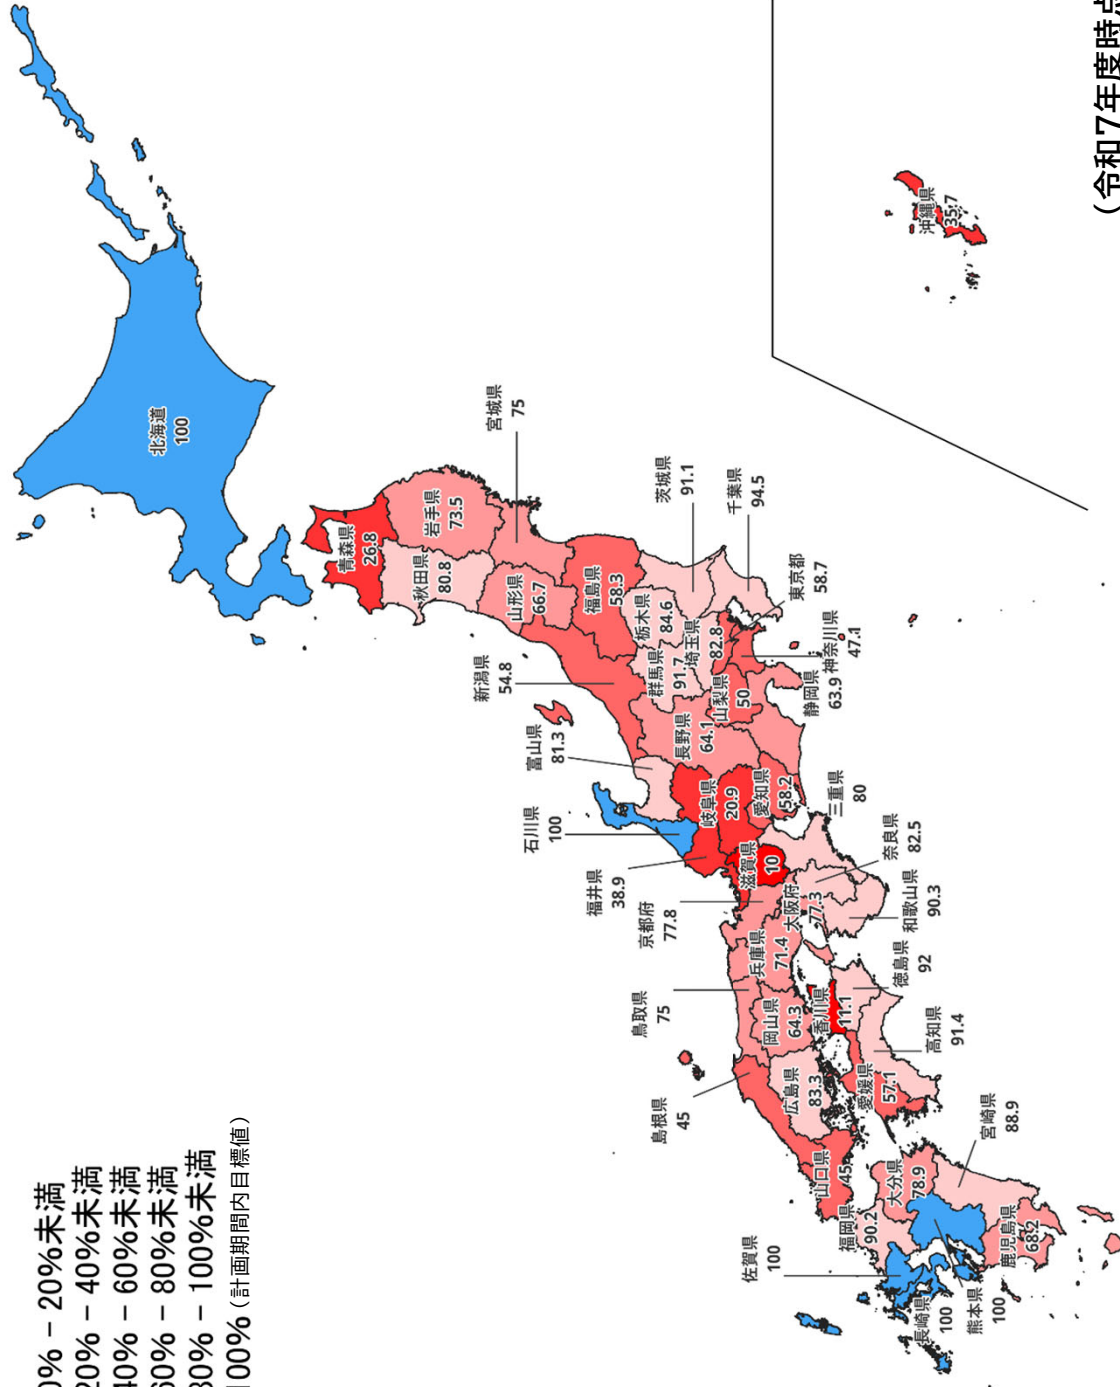 0%－20%未満
20%－40%未満
40%－60%未満
60%－80%未満
80%－100%未満
100%（計画期間内目標値）
北海道
100
青森県
26.8
岩手県
73.5
秋田県
80.8
宮城県
75
山形県
66.7
福島県
58.3
茨城県
91.1
栃木県
84.6
群馬県
91.7
埼玉県
82.8
千葉県
94.5
東京都
58.7
神奈川県
47.1
新潟県
54.8
富山県
81.3
石川県
100
福井県
38.9
山梨県
50
長野県
64.1
岐阜県
20.9
静岡県
63.9
愛知県
58.2
三重県
80
滋賀県
10
京都府
77.8
大阪府
77.3
兵庫県
71.4
奈良県
82.5
和歌山県
90.3
鳥取県
75
島根県
45
岡山県
64.3
広島県
83.3
山口県
45
徳島県
92
香川県
11.1
愛媛県
57.1
高知県
91.4
福岡県
90.2
佐賀県
100
長崎県
100
熊本県
100
大分県
78.9
宮崎県
88.9
鹿児島県
68.2
沖縄県
35.7
（令和7年度時点